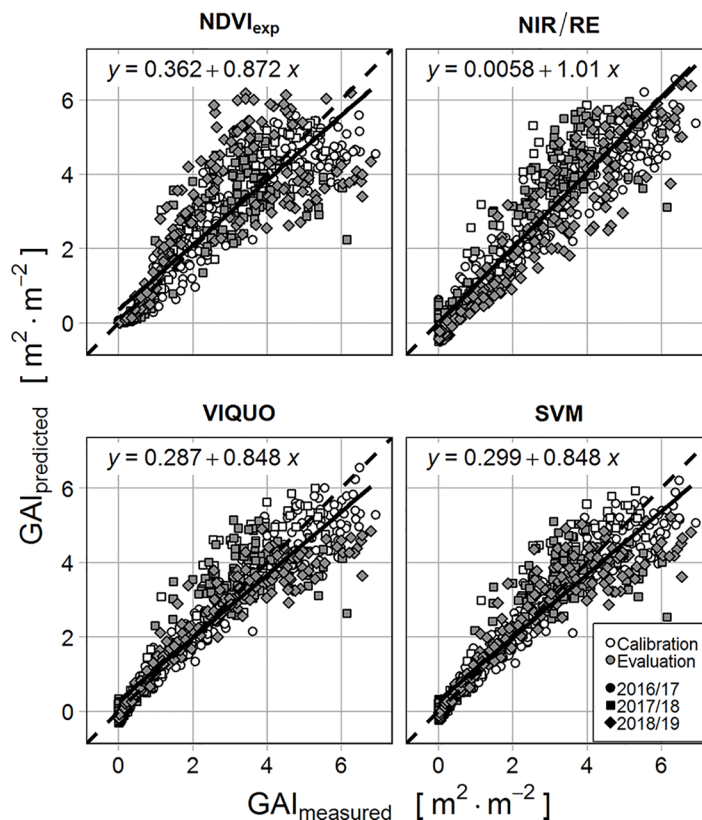 NDVIexp
NIR/RE
y = 0.362 + 0.872 x
y = 0.0058 + 1.01 x
6
4
2
0
VIQUO
SVM
y = 0.287 + 0.848 x
y = 0.299 + 0.848 x
6
4
2
0
GAIpredicted [ m² · m⁻² ]
Calibration
Evaluation
2016/17
2017/18
2018/19
0 2 4 6
0 2 4 6
GAImeasured [ m² · m⁻² ]